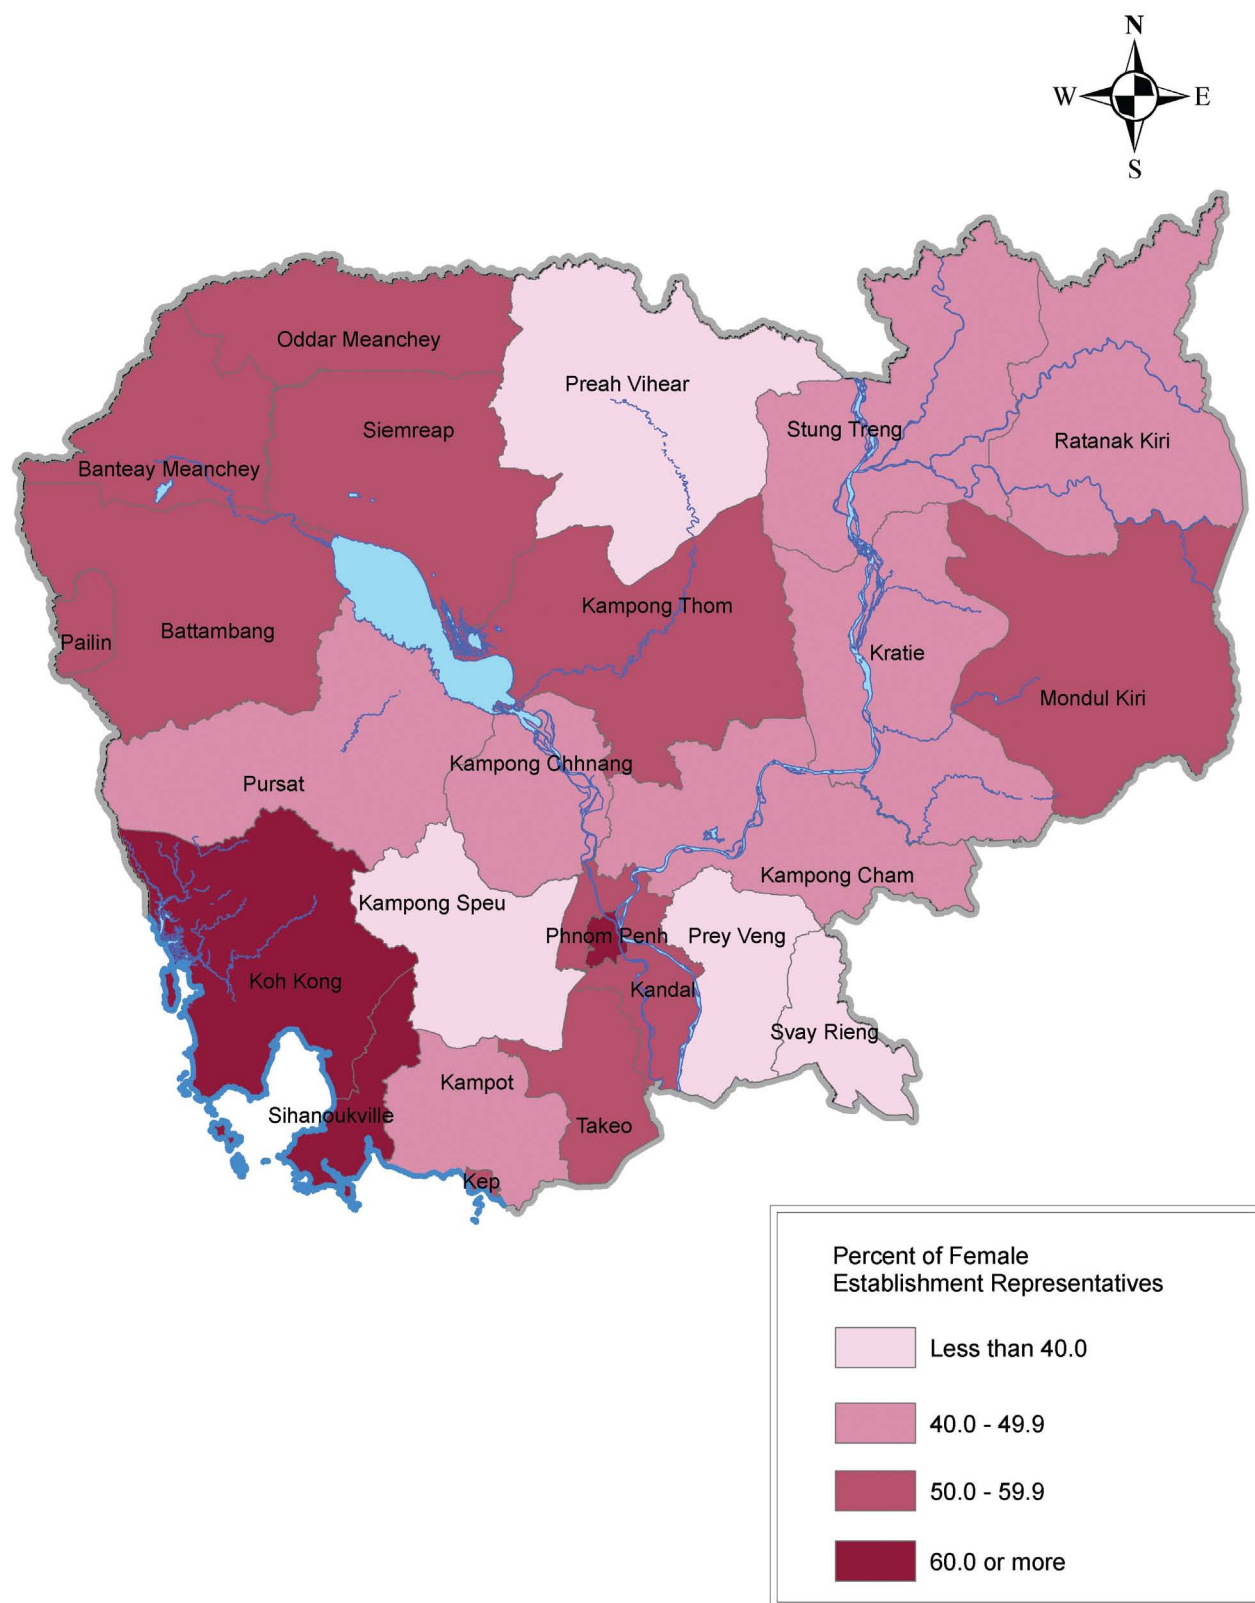 N
W E
S
Oddar Meanchey
Preah Vihear
Siemreap
Stung Treng
Ratanak Kiri
Banteay Meanchey
Kampong Thom
Battambang
Pailin
Kratie
Mondul Kiri
Kampong Chhnang
Pursat
Kampong Cham
Kampong Speu
Phnom Penh
Prey Veng
Koh Kong
Kandal
Svay Rieng
Kampot
Sihanoukville
Takeo
Kep
Percent of Female
Establishment Representatives
Less than 40.0
40.0 - 49.9
50.0 - 59.9
60.0 or more